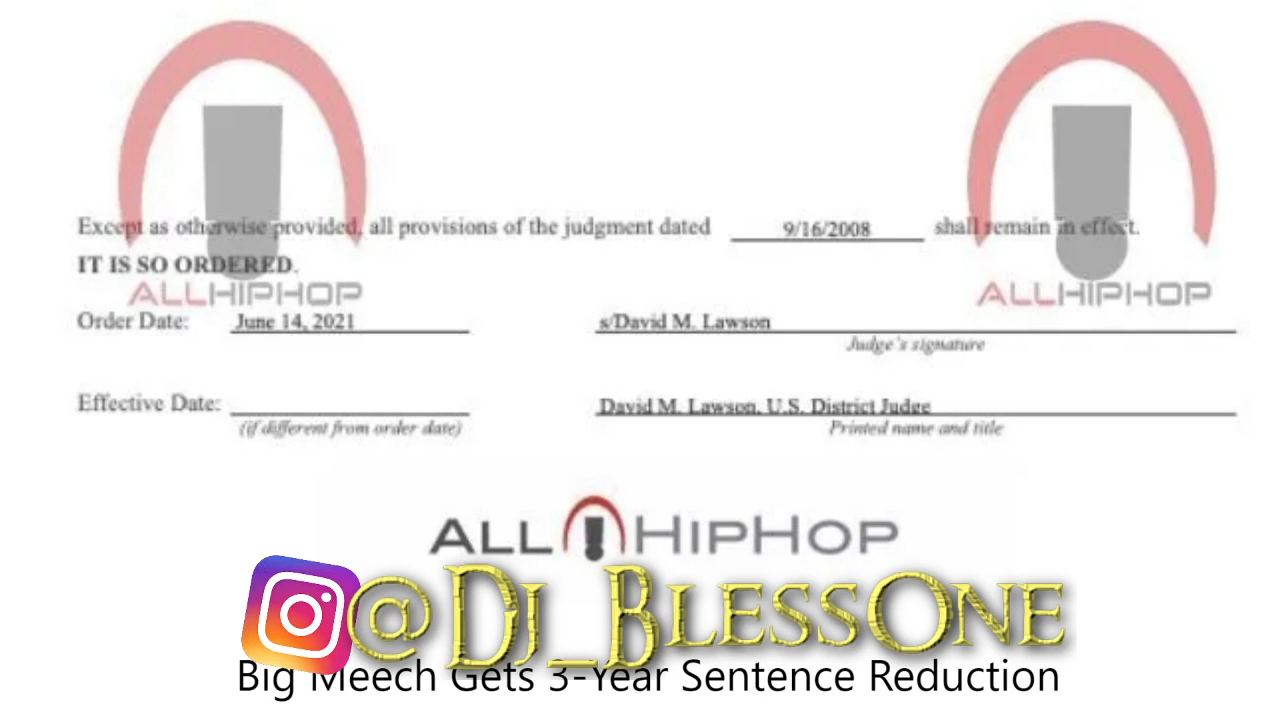 Except as otherwise provided, all provisions of the judgment dated 9/16/2008 shall remain in effect.
IT IS SO ORDERED.
ALLHIPHOP ALLHIPHOP
Order Date: June 14, 2021 s/David M. Lawson
Judge's signature
Effective Date: David M. Lawson, U.S. District Judge
(if different from order date) Printed name and title
ALL HIPHOP
@Dj_BlessOne
Big Meech Gets 3-Year Sentence Reduction